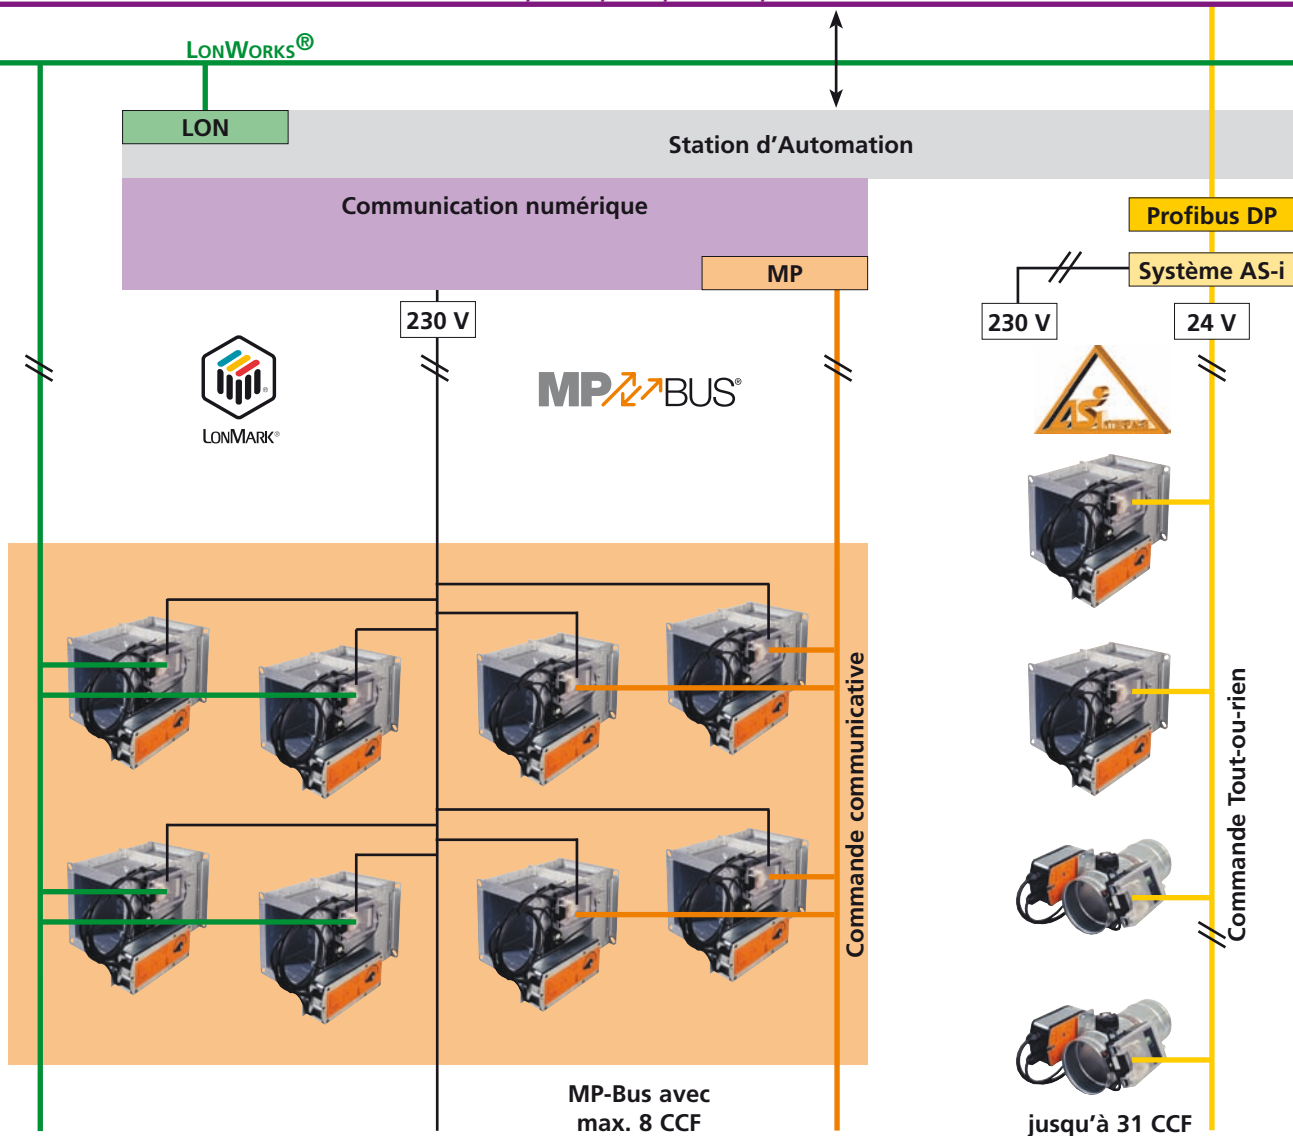 LONWORKS®
LON
Station d'Automation
Communication numérique
Profibus DP
MP
Système AS-i
230 V
230 V
24 V
LONMARK®
MP BUS®
ASi
Commande communicative
Commande Tout-ou-rien
MP-Bus avec
max. 8 CCF
jusqu'à 31 CCF